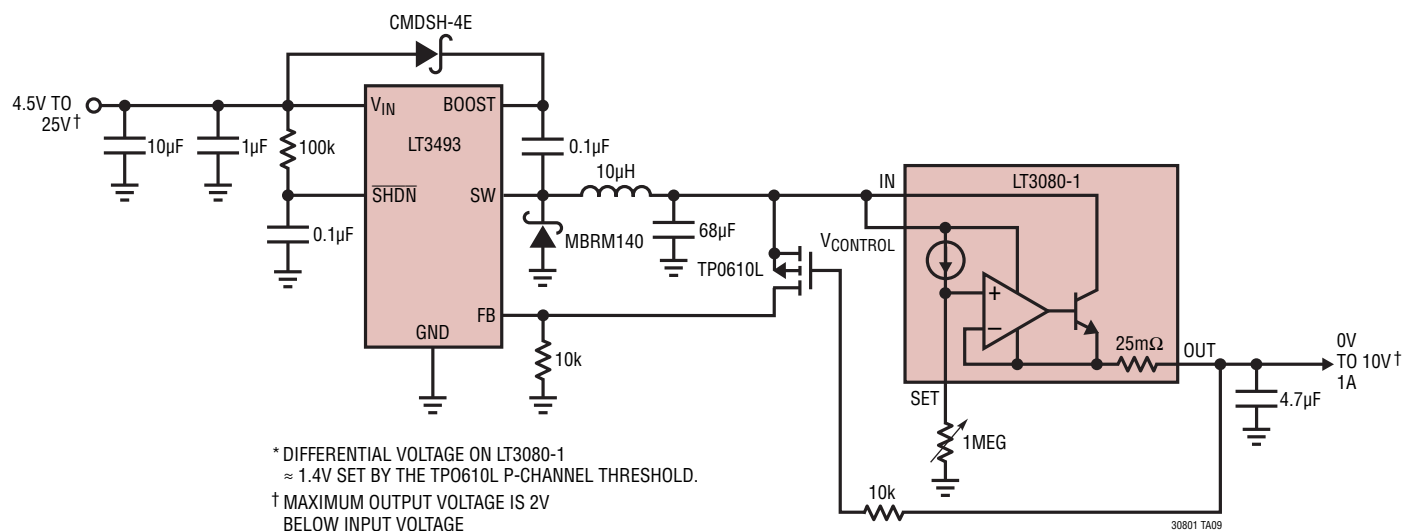 CMDSH-4E
4.5V TO
25V†
10µF
1µF
100k
0.1µF
VIN
BOOST
LT3493
SHDN
SW
FB
GND
0.1µF
10µH
MBRM140
68µF
TP0610L
10k
IN
LT3080-1
VCONTROL
+
–
25mΩ
OUT
0V
TO 10V†
1A
4.7µF
SET
1MEG
10k
* DIFFERENTIAL VOLTAGE ON LT3080-1
≈ 1.4V SET BY THE TPO610L P-CHANNEL THRESHOLD.
† MAXIMUM OUTPUT VOLTAGE IS 2V
BELOW INPUT VOLTAGE
30801 TA09